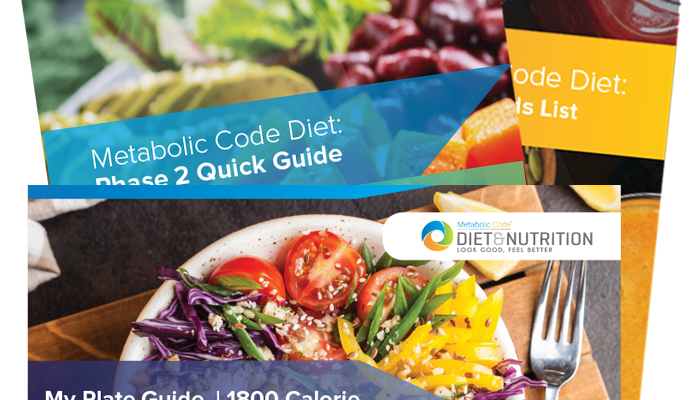 Metabolic Code Diet:
Phase 2 Quick Guide
ode Diet:
ls List
Metabolic Code
DIET&NUTRITION
LOOK GOOD, FEEL BETTER
My Plate Guide | 1800 Calorie